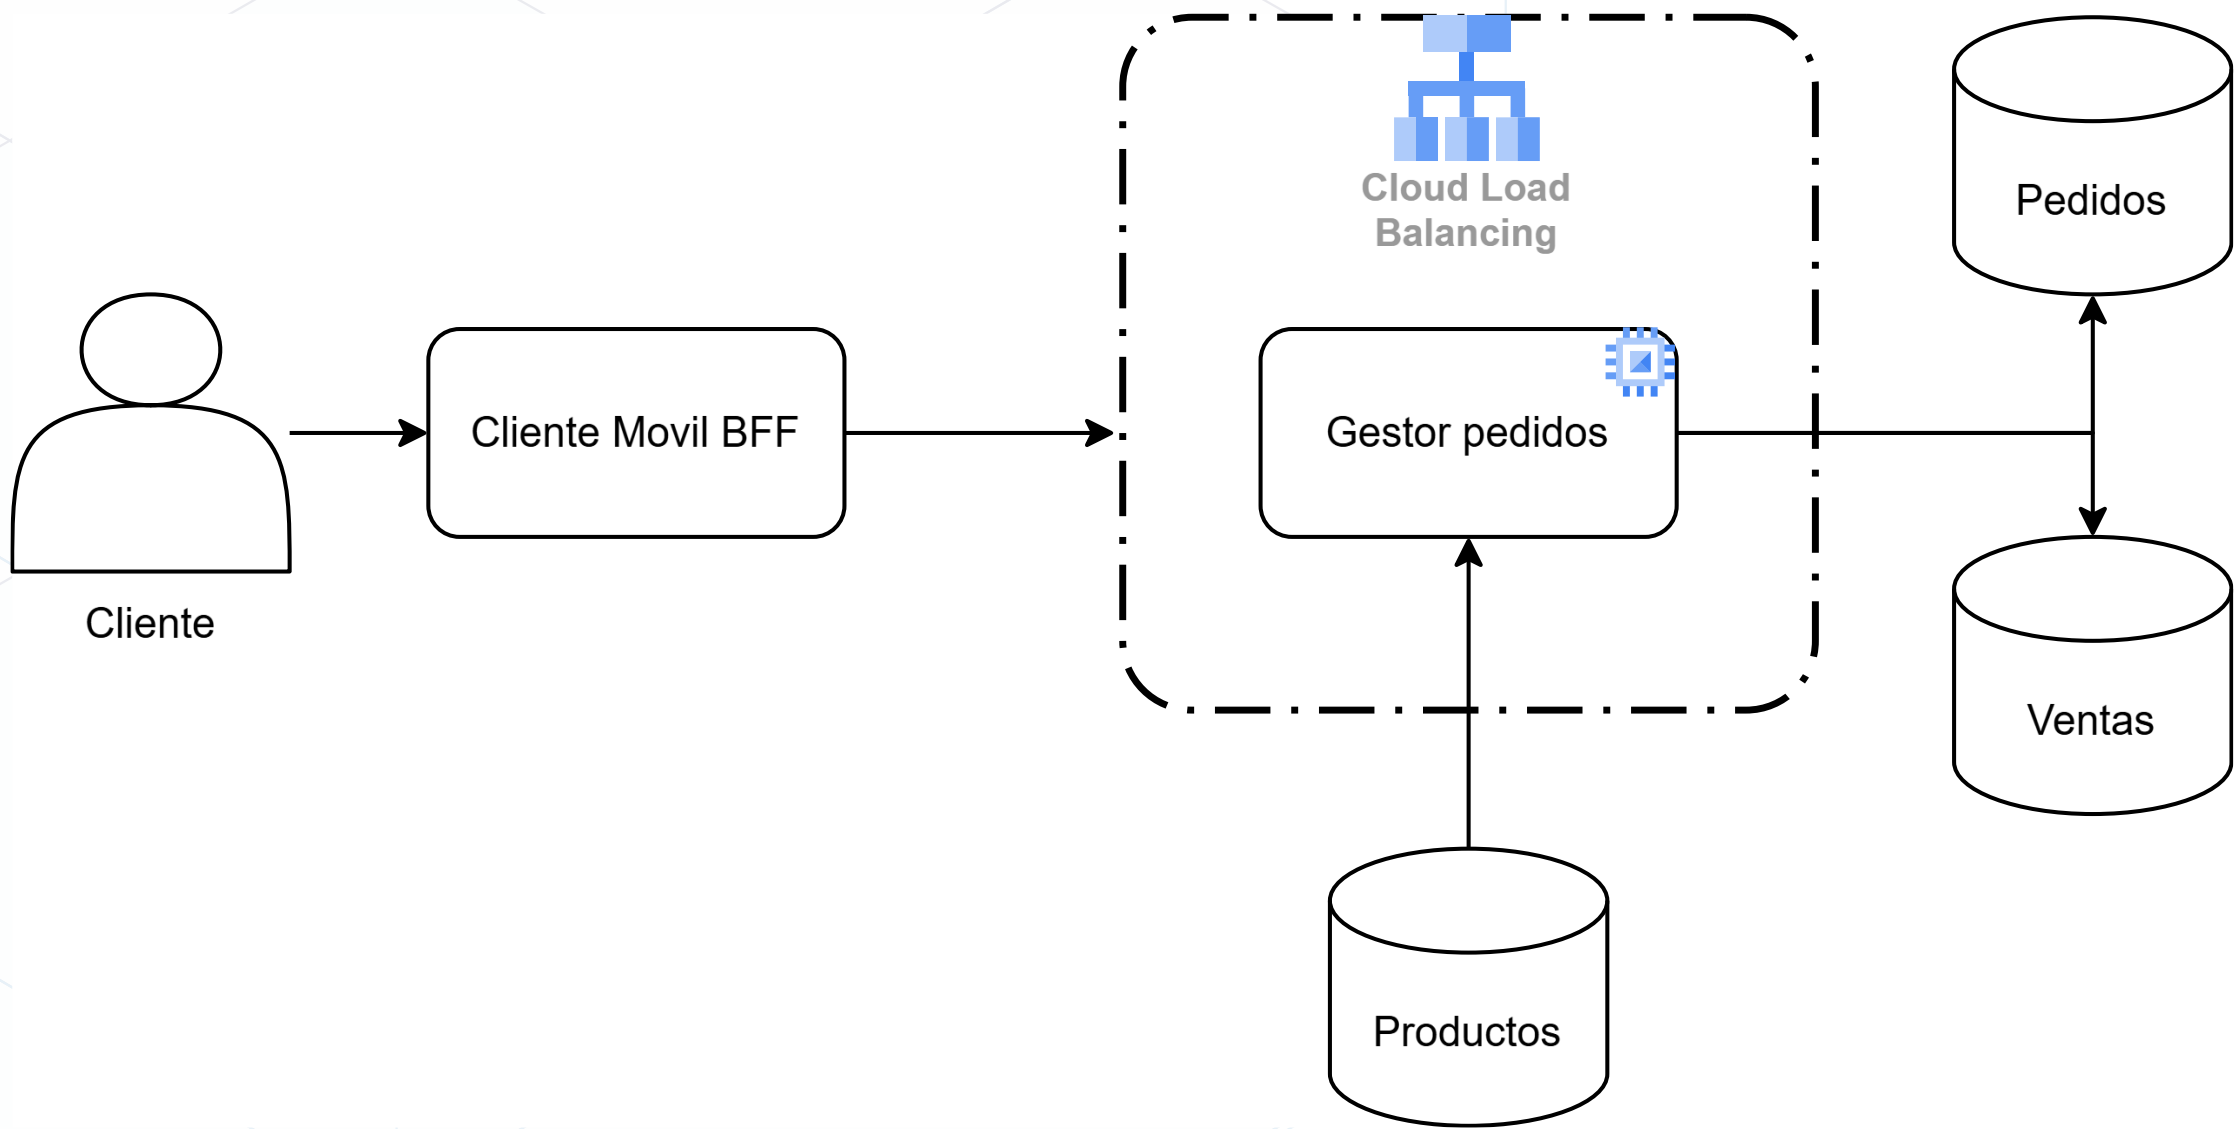 Cloud Load
Balancing
Pedidos
Cliente Movil BFF
Gestor pedidos
Cliente
Ventas
Productos